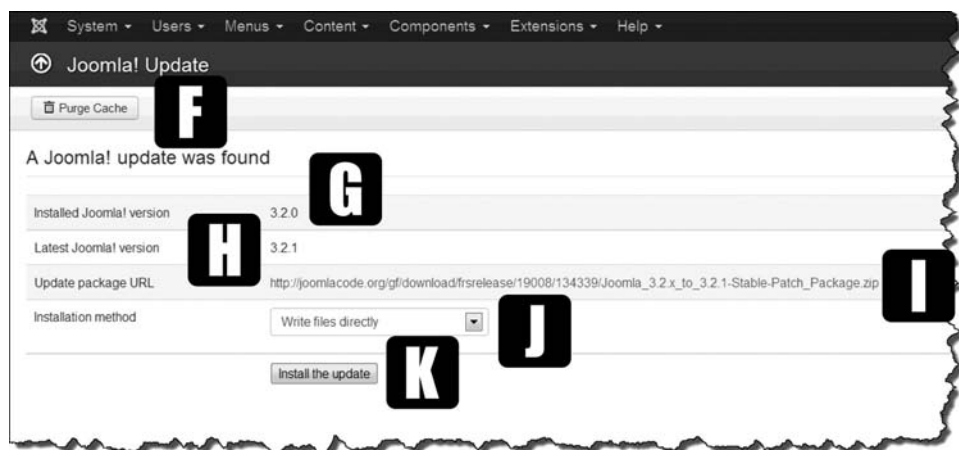 System Users Menus Content Components Extensions Help
Joomla! Update
F
Purge Cache
A Joomla! update was found
G
Installed Joomla! version 3.2.0
H
Latest Joomla! version 3.2.1
Update package URL http://joomlacode.org/gf/download/frsrelease/19008/134339/Joomla_3.2.x_to_3.2.1-Stable-Patch_Package.zip
I
Installation method Write files directly
J
Install the update
K